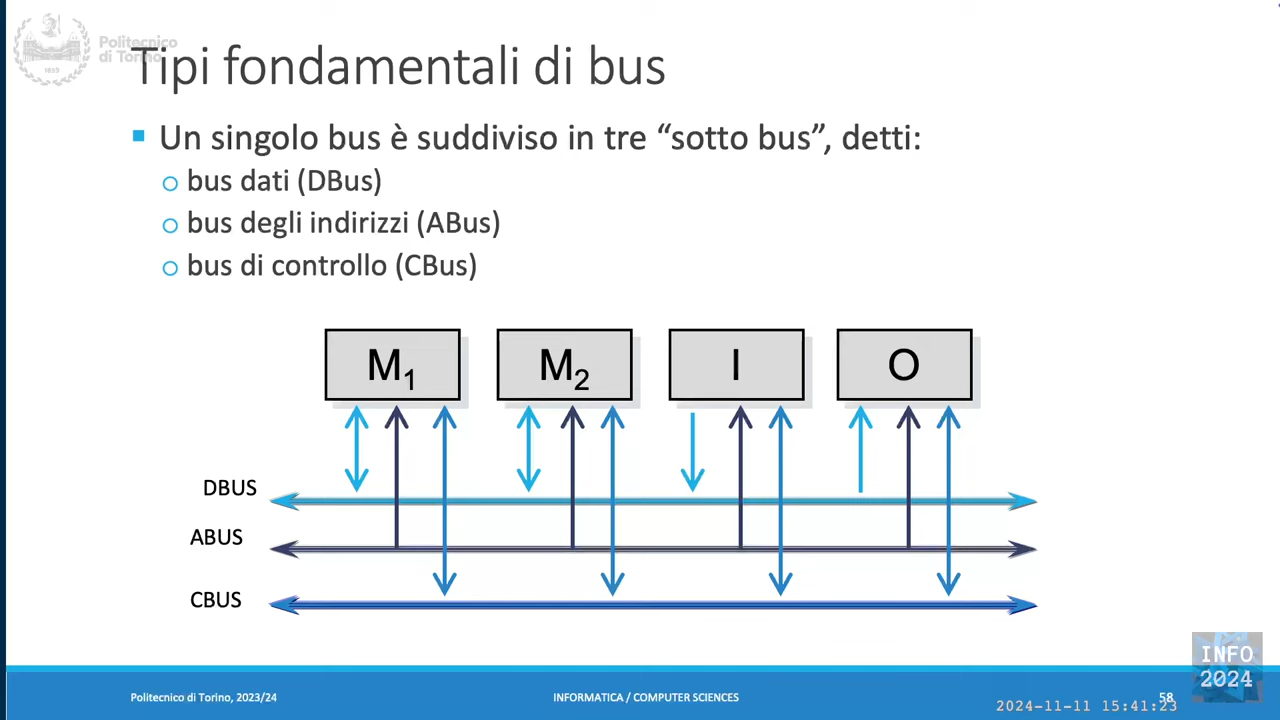 Politecnico
di Torino
Tipi fondamentali di bus
Un singolo bus è suddiviso in tre “sotto bus”, detti:
bus dati (DBus)
bus degli indirizzi (ABus)
bus di controllo (CBus)
M1 M2 I O
DBUS
ABUS
CBUS
INFO
2024
Politecnico di Torino, 2023/24 INFORMATICA / COMPUTER SCIENCES 58
2024-11-11 15:41:23